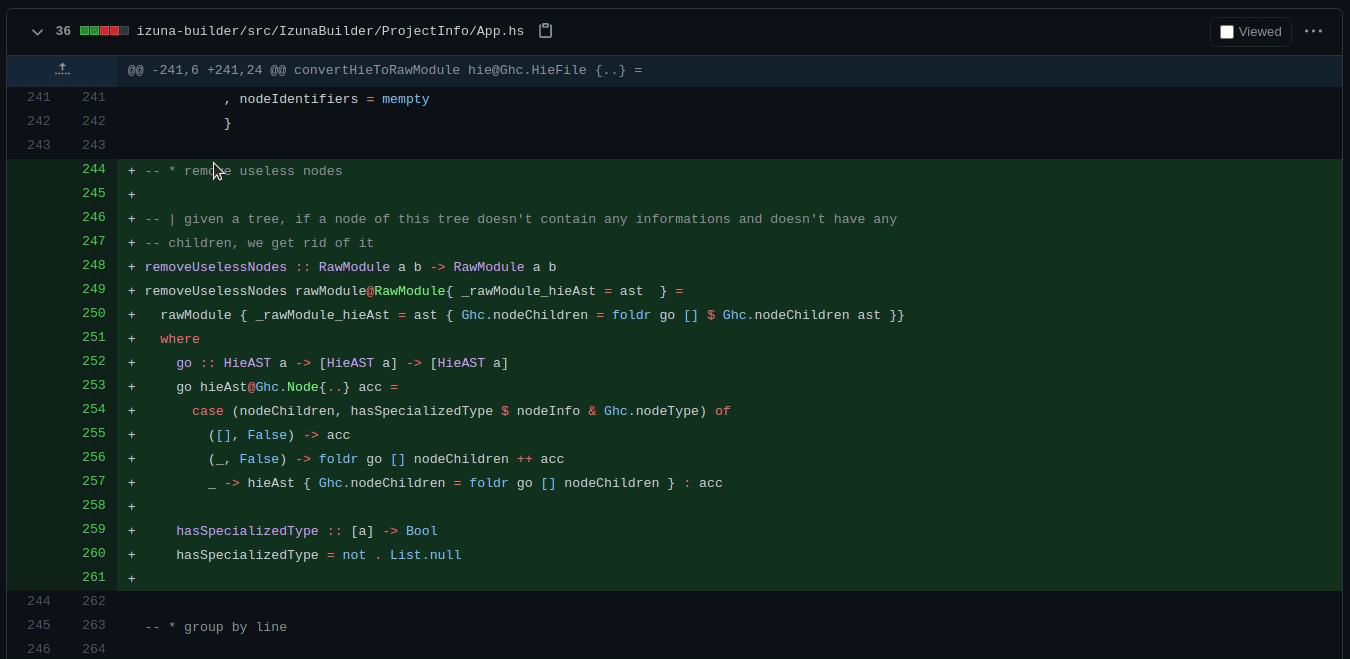 36 izuna-builder/src/IzunaBuilder/ProjectInfo/App.hs Viewed
@@ -241,6 +241,24 @@ convertHieToRawModule hie@Ghc.HieFile {..} =
241 241 , nodeIdentifiers = mempty
242 242 }
243 243
244 + -- * remove useless nodes
245 +
246 + -- | given a tree, if a node of this tree doesn't contain any informations and doesn't have any
247 + -- children, we get rid of it
248 + removeUselessNodes :: RawModule a b -> RawModule a b
249 + removeUselessNodes rawModule@RawModule{ _rawModule_hieAst = ast  } =
250 +   rawModule { _rawModule_hieAst = ast { Ghc.nodeChildren = foldr go [] $ Ghc.nodeChildren ast }}
251 +   where
252 +     go :: HieAST a -> [HieAST a] -> [HieAST a]
253 +     go hieAst@Ghc.Node{..} acc =
254 +       case (nodeChildren, hasSpecializedType $ nodeInfo & Ghc.nodeType) of
255 +         ([], False) -> acc
256 +         (_, False) -> foldr go [] nodeChildren ++ acc
257 +         _ -> hieAst { Ghc.nodeChildren = foldr go [] nodeChildren } : acc
258 +
259 +     hasSpecializedType :: [a] -> Bool
260 +     hasSpecializedType = not . List.null
261 +
244 262
245 263 -- * group by line
246 264